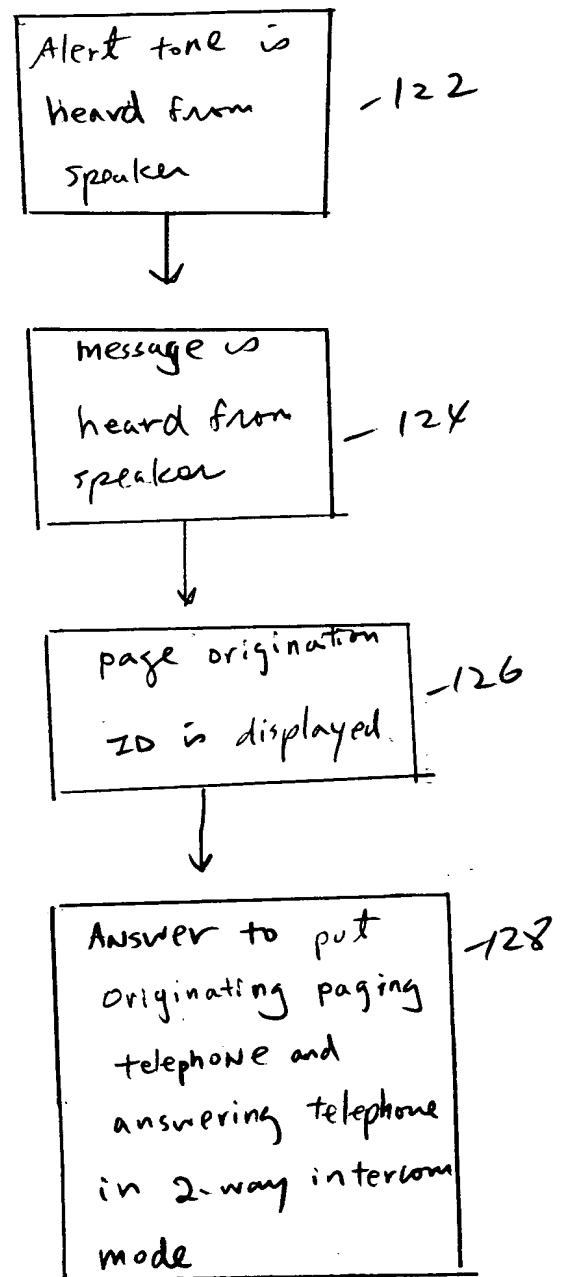 Alert tone is
heard from
speaker
-122
message is
heard from
speaker
-124
page origination
ID is displayed
-126
Answer to put
originating paging
telephone and
answering telephone
in 2-way intercom
mode
-128